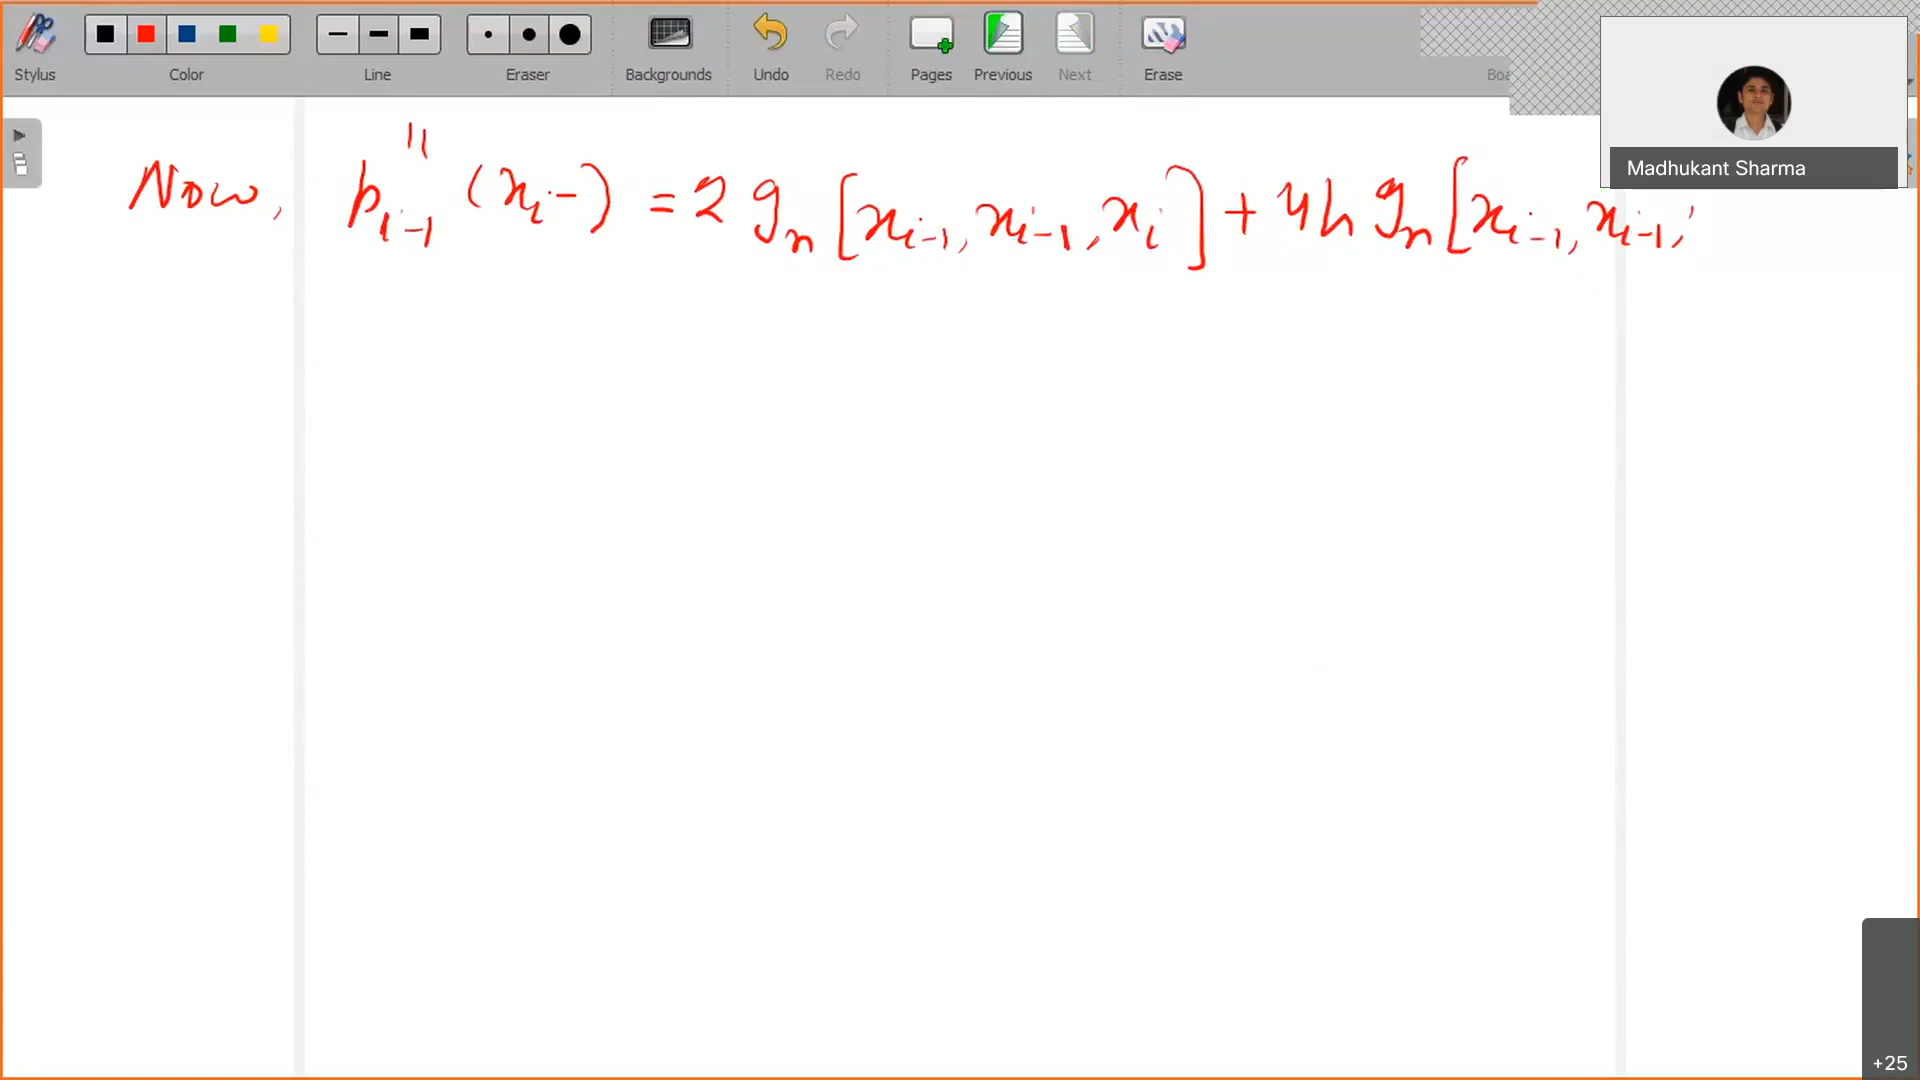 Stylus Color Line Eraser Backgrounds Undo Redo Pages Previous Next Erase Boa
Madhukant Sharma
Now, p''_{i-1} (x_i-) = 2 g_n [x_{i-1}, x_{i-1}, x_i] + 4h g_n [x_{i-1}, x_{i-1},
+25